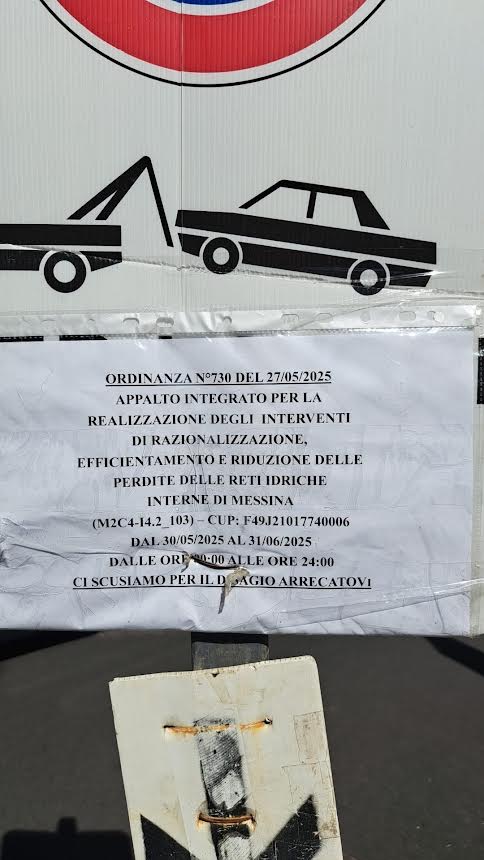 ORDINANZA N°730 DEL 27/05/2025
APPALTO INTEGRATO PER LA
REALIZZAZIONE DEGLI INTERVENTI
DI RAZIONALIZZAZIONE,
EFFICIENTAMENTO E RIDUZIONE DELLE
PERDITE DELLE RETI IDRICHE
INTERNE DI MESSINA
(M2C4-I4.2_103) – CUP: F49J21017740006
DAL 30/05/2025 AL 31/06/2025
DALLE ORE ALLE ORE 24:00
CI SCUSIAMO PER IL ARRECATOVI